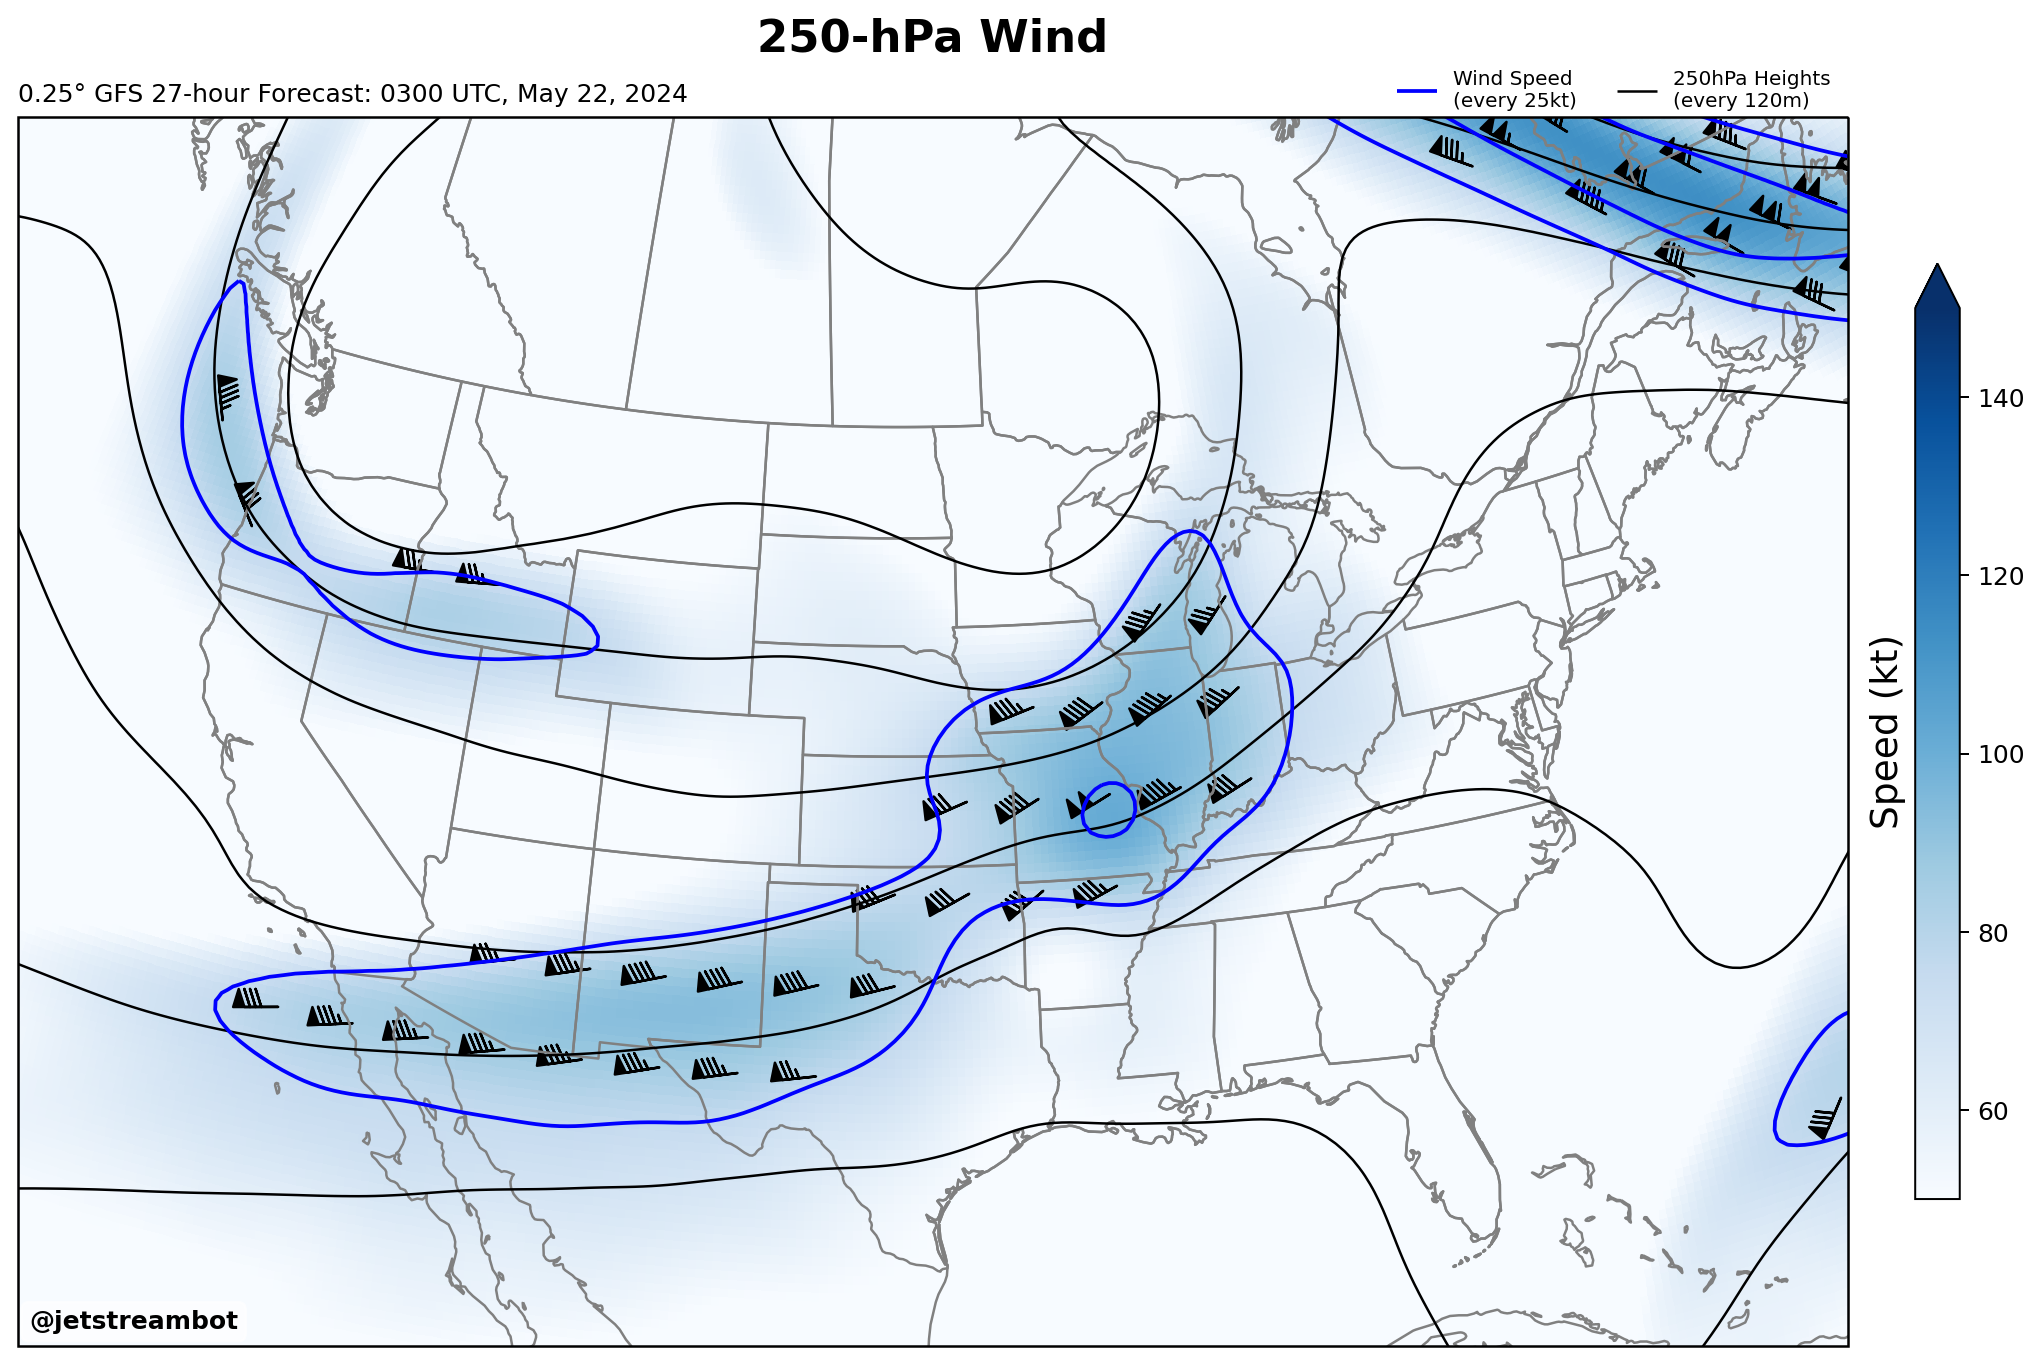 250-hPa Wind
0.25° GFS 27-hour Forecast: 0300 UTC, May 22, 2024
Wind Speed
(every 25kt)
250hPa Heights
(every 120m)
140
120
100
80
60
Speed (kt)
@jetstreambot